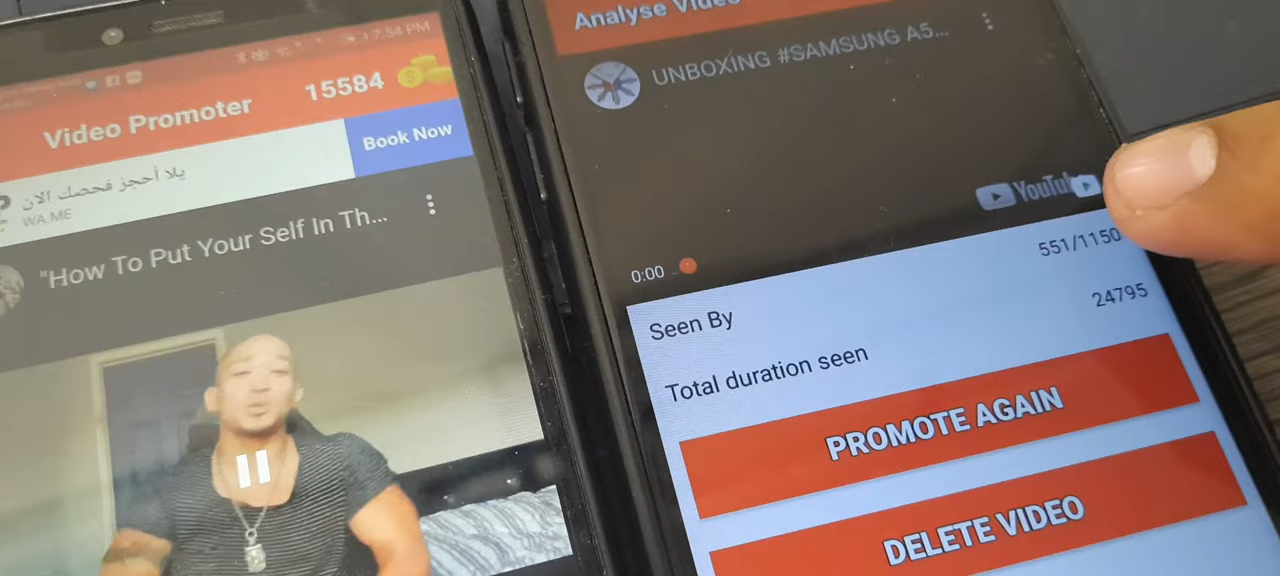 7:54 PM
Video Promoter
15584
يلا أحجز فحصك الان
WA.ME
Book Now
"How To Put Your Self In Th...
Analyse Video
UNBOXING #SAMSUNG A5...
YouTube
0:00
Seen By
551/1150
Total duration seen
24795
PROMOTE AGAIN
DELETE VIDEO